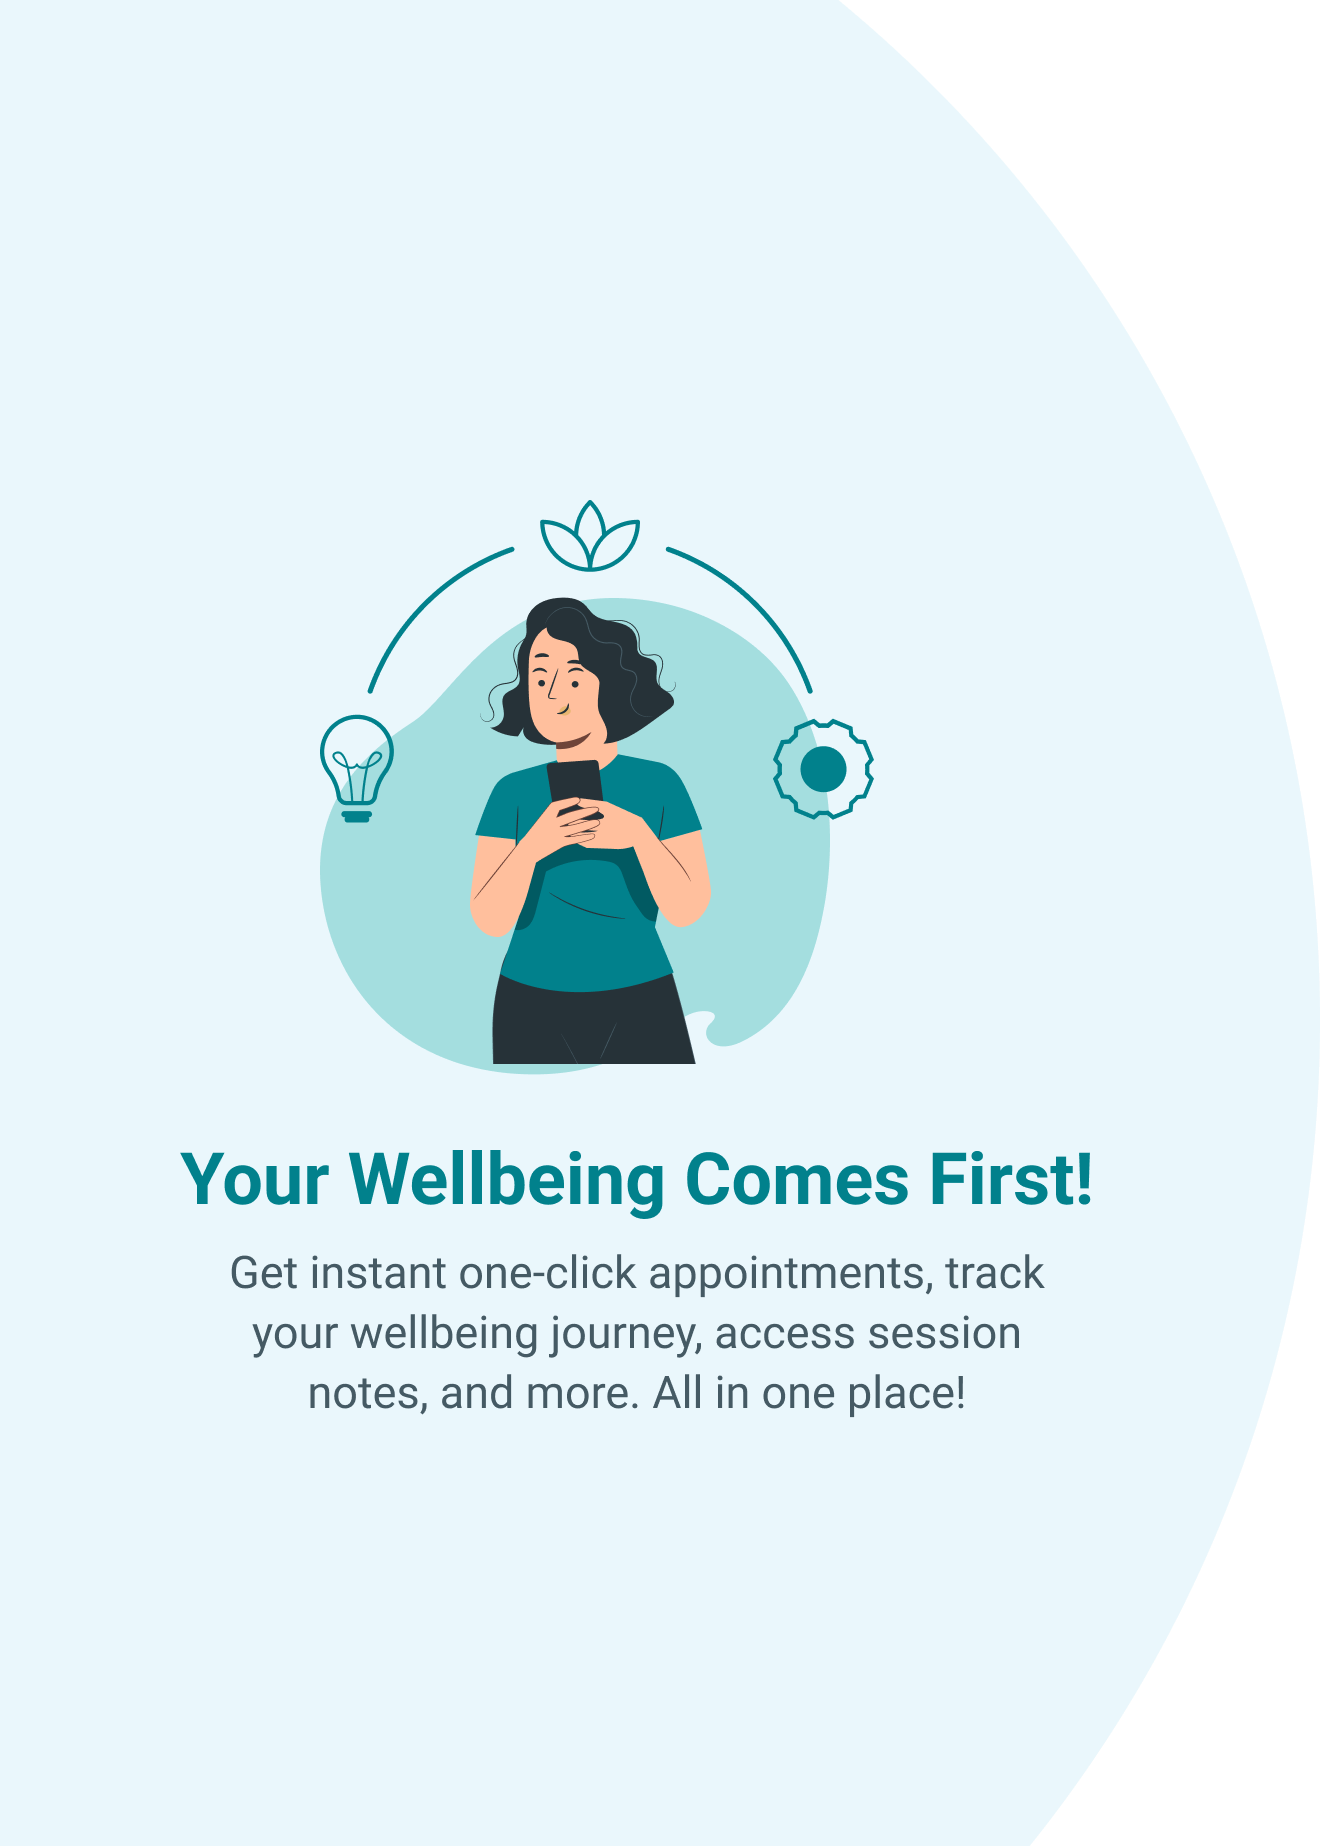 Your Wellbeing Comes First!
Get instant one-click appointments, track
your wellbeing journey, access session
notes, and more. All in one place!